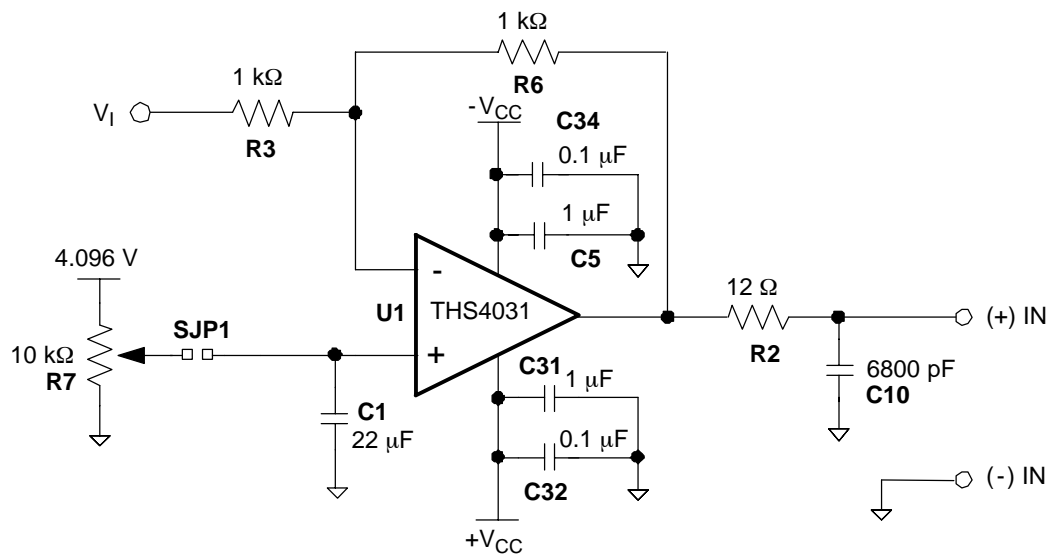 1 kΩ
R6
1 kΩ
V_I
R3
-V_CC
C34
0.1 μF
1 μF
C5
4.096 V
-
U1
THS4031
12 Ω
(+) IN
SJP1
10 kΩ
R7
+
R2
C31
1 μF
6800 pF
C10
C1
22 μF
0.1 μF
C32
(-) IN
+V_CC